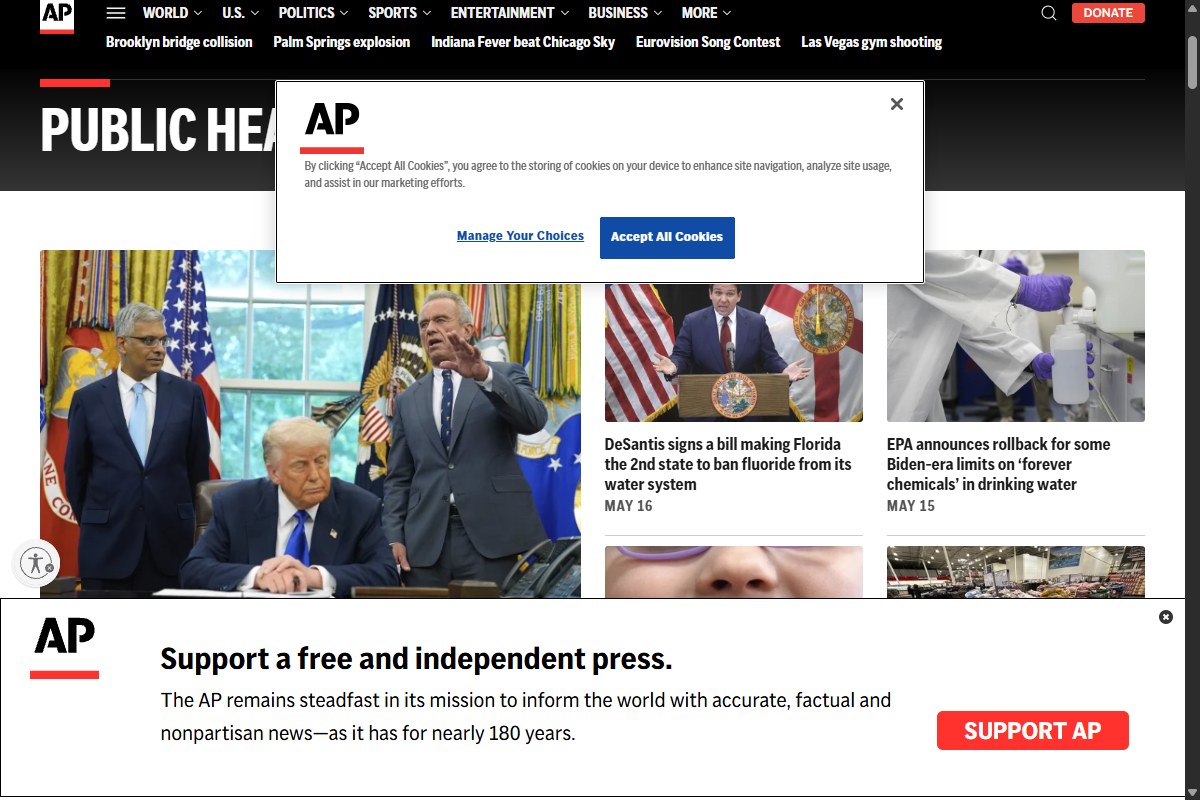 AP
WORLD
U.S.
POLITICS
SPORTS
ENTERTAINMENT
BUSINESS
MORE
DONATE
Brooklyn bridge collision
Palm Springs explosion
Indiana Fever beat Chicago Sky
Eurovision Song Contest
Las Vegas gym shooting
PUBLIC HEA
AP
By clicking “Accept All Cookies”, you agree to the storing of cookies on your device to enhance site navigation, analyze site usage,
and assist in our marketing efforts.
Manage Your Choices
Accept All Cookies
DeSantis signs a bill making Florida
the 2nd state to ban fluoride from its
water system
MAY 16
EPA announces rollback for some
Biden-era limits on ‘forever
chemicals’ in drinking water
MAY 15
AP
Support a free and independent press.
The AP remains steadfast in its mission to inform the world with accurate, factual and
nonpartisan news—as it has for nearly 180 years.
SUPPORT AP